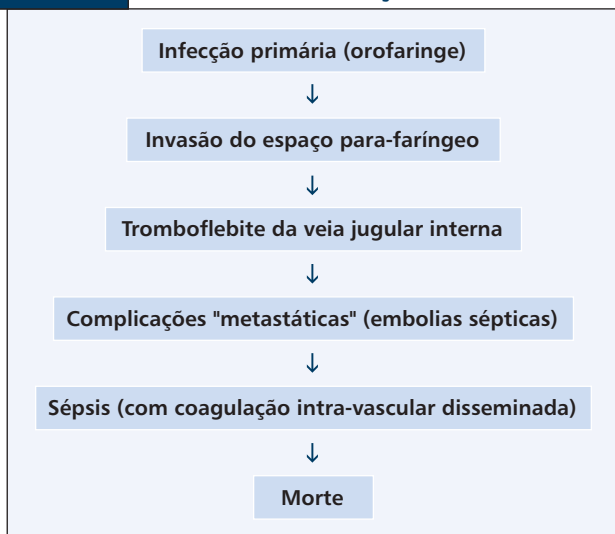 Infecção primária (orofaringe)
↓
Invasão do espaço para-faríngeo
↓
Tromboflebite da veia jugular interna
↓
Complicações "metastáticas" (embolias sépticas)
↓
Sépsis (com coagulação intra-vascular disseminada)
↓
Morte